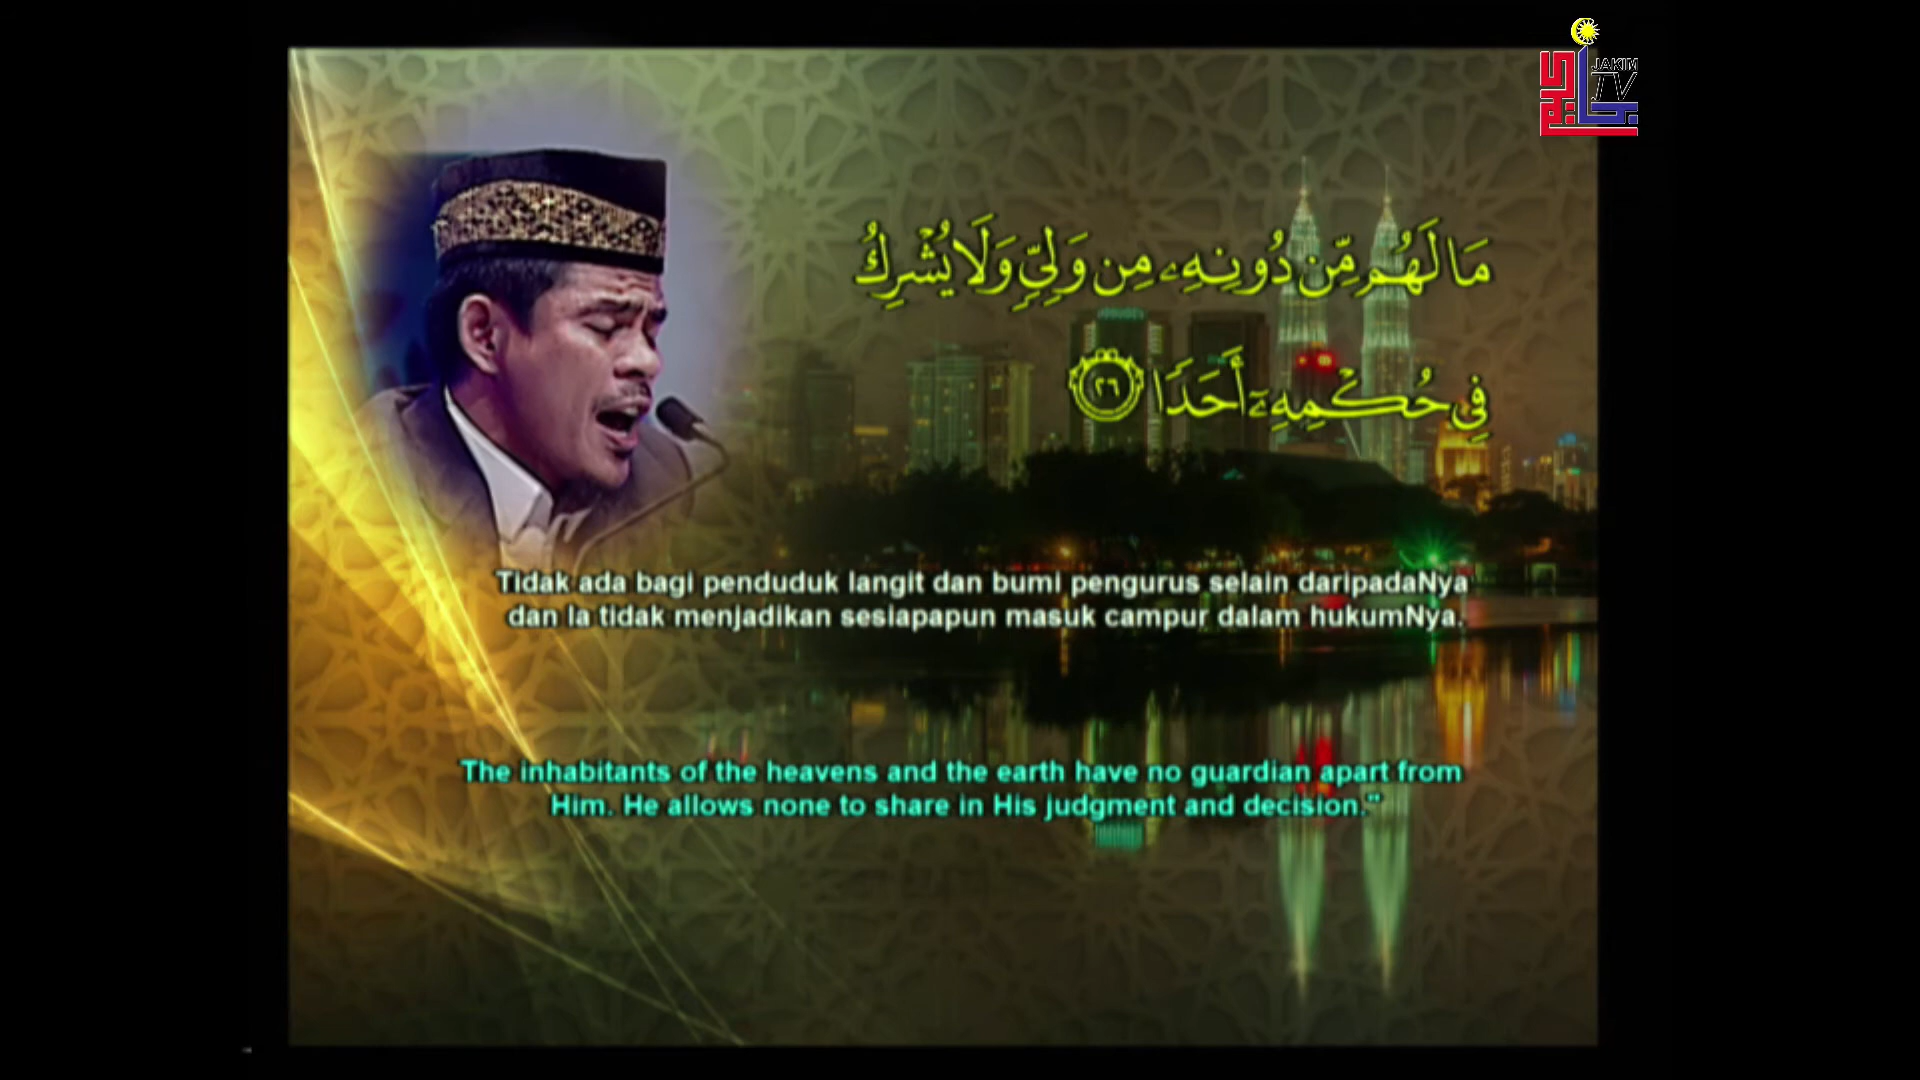 JAKIM
TV
مَا لَهُم مِّن دُونِهِۦ مِن وَلِيٍّ وَلَا يُشْرِكُ
فِي حُكْمِهِۦٓ أَحَدًا ٢٦
Tidak ada bagi penduduk langit dan bumi pengurus selain daripadaNya
dan Ia tidak menjadikan sesiapapun masuk campur dalam hukumNya.
The inhabitants of the heavens and the earth have no guardian apart from
Him. He allows none to share in His judgment and decision."